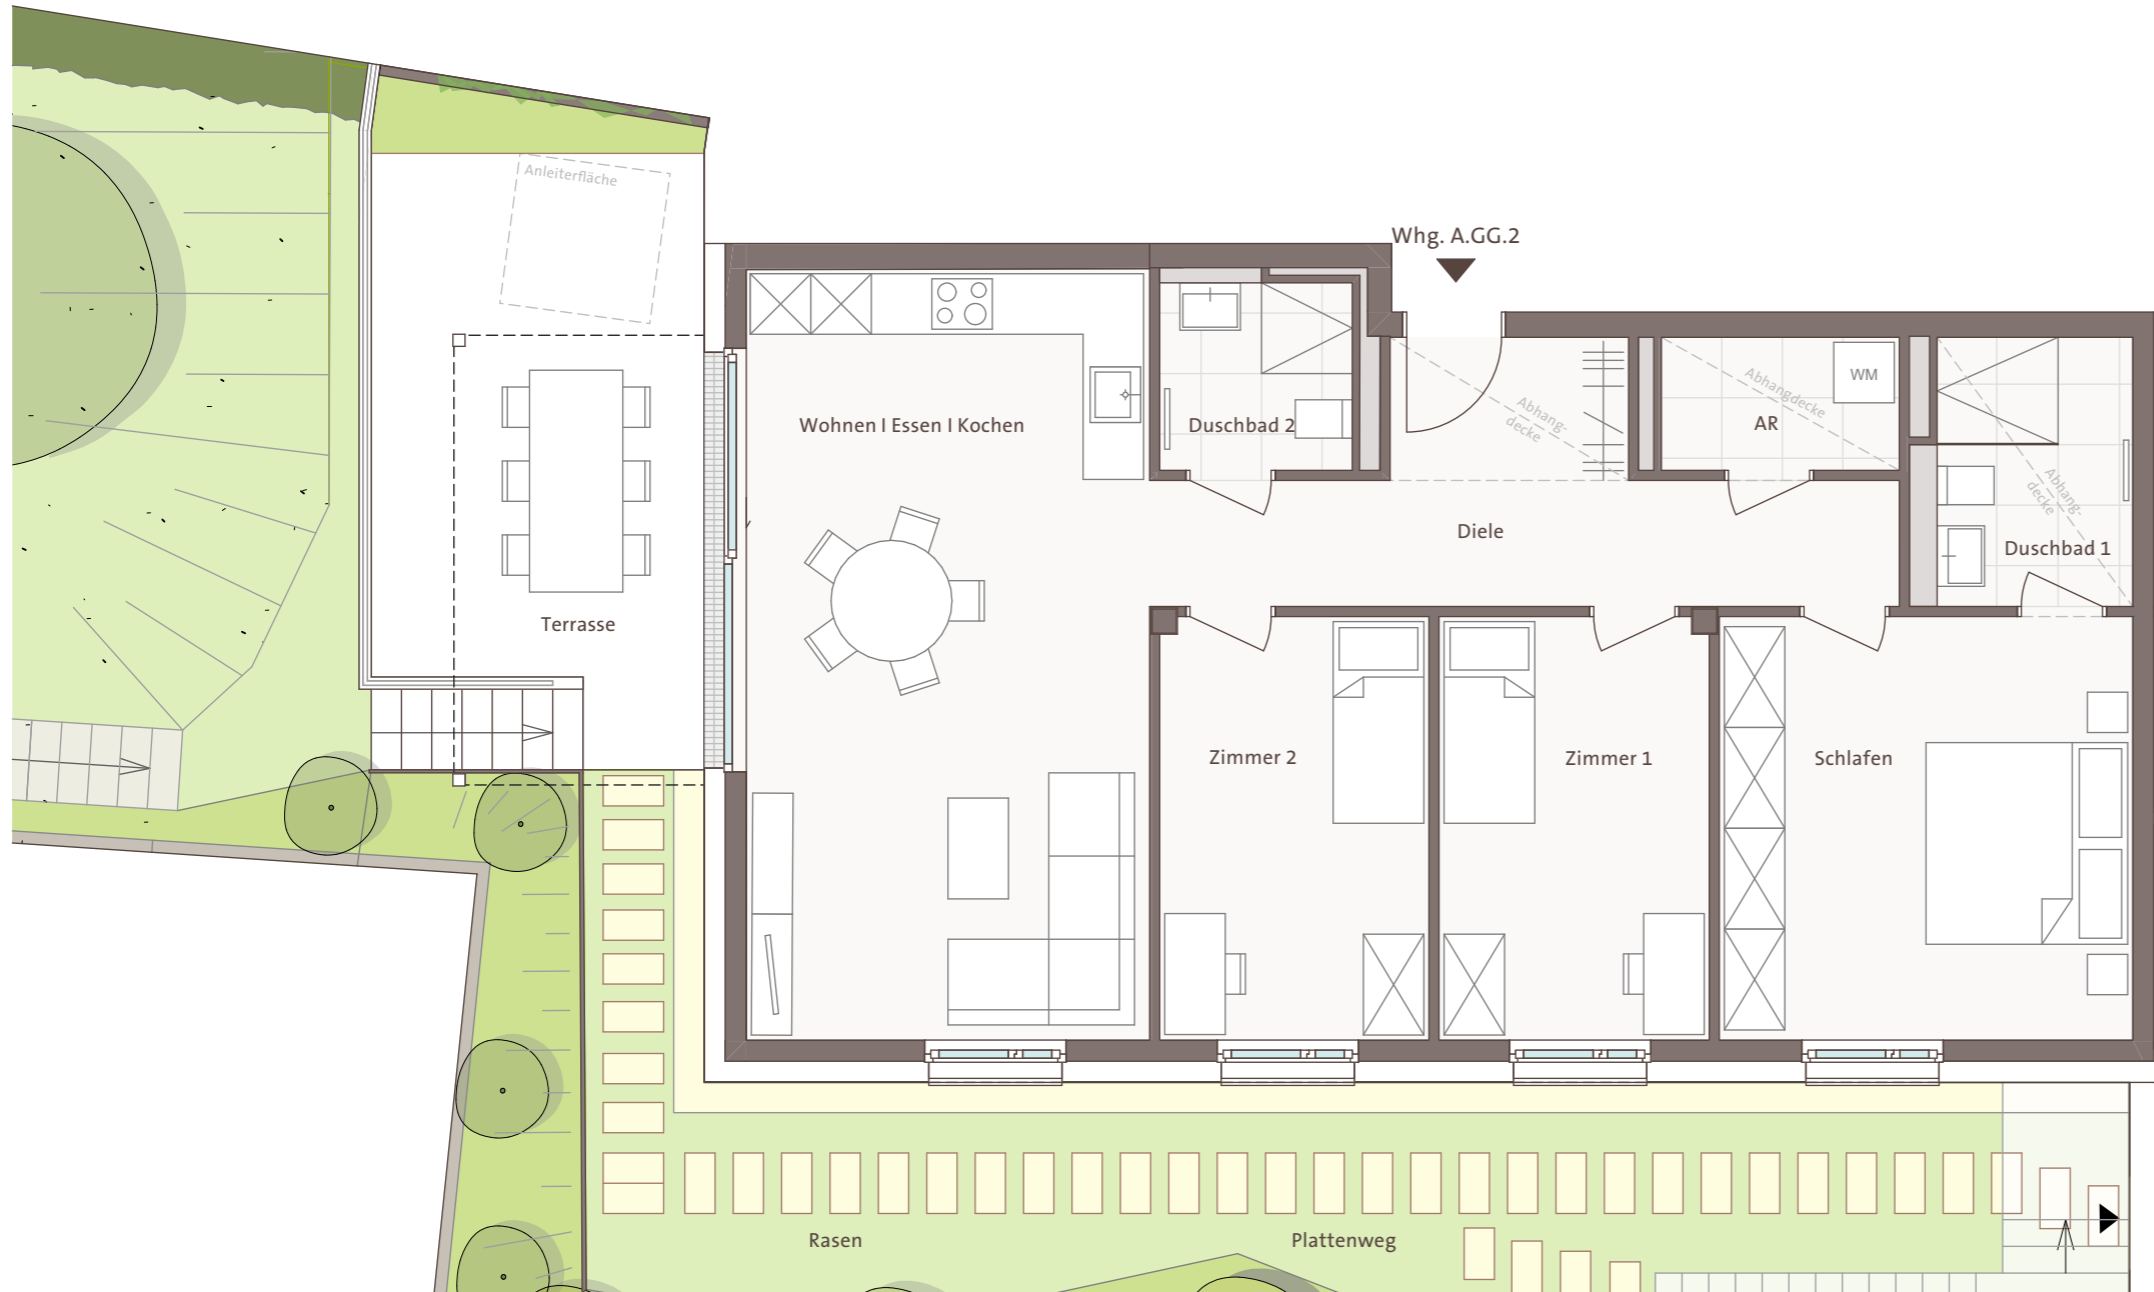 Anleiterfläche
Whg. A.GG.2
Wohnen I Essen I Kochen
Duschbad 2
Abhang-
decke
Abhangdecke
WM
AR
Abhang-
decke
Duschbad 1
Diele
Terrasse
Zimmer 2
Zimmer 1
Schlafen
Rasen
Plattenweg